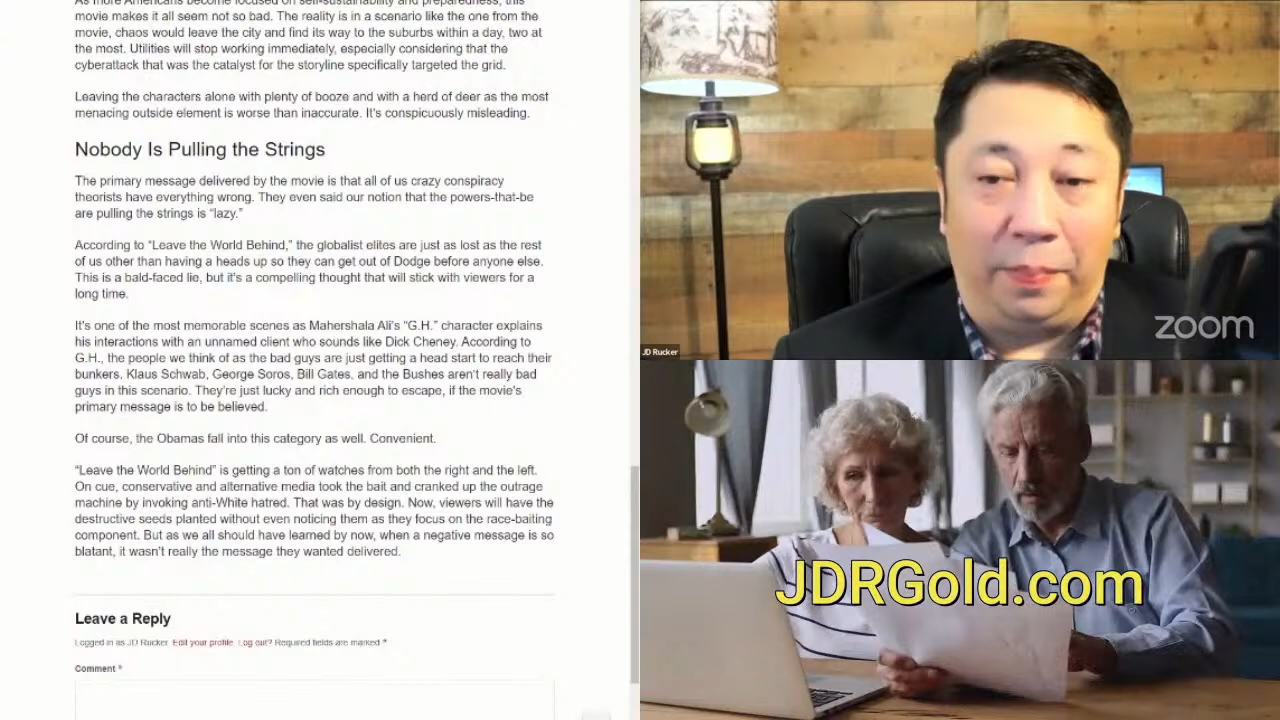 As more Americans become focused on self-sustainability and preparedness, this
movie makes it all seem not so bad. The reality is in a scenario like the one from the
movie, chaos would leave the city and find its way to the suburbs within a day, two at
the most. Utilities will stop working immediately, especially considering that the
cyberattack that was the catalyst for the storyline specifically targeted the grid.
Leaving the characters alone with plenty of booze and with a herd of deer as the most
menacing outside element is worse than inaccurate. It's conspicuously misleading.
Nobody Is Pulling the Strings
The primary message delivered by the movie is that all of us crazy conspiracy
theorists have everything wrong. They even said our notion that the powers-that-be
are pulling the strings is “lazy.”
According to “Leave the World Behind,” the globalist elites are just as lost as the rest
of us other than having a heads up so they can get out of Dodge before anyone else.
This is a bald-faced lie, but it's a compelling thought that will stick with viewers for a
long time.
It's one of the most memorable scenes as Mahershala Ali's “G.H.” character explains
his interactions with an unnamed client who sounds like Dick Cheney. According to
G.H., the people we think of as the bad guys are just getting a head start to reach their
bunkers. Klaus Schwab, George Soros, Bill Gates, and the Bushes aren't really bad
guys in this scenario. They're just lucky and rich enough to escape, if the movie's
primary message is to be believed.
Of course, the Obamas fall into this category as well. Convenient.
“Leave the World Behind” is getting a ton of watches from both the right and the left.
On cue, conservative and alternative media took the bait and cranked up the outrage
machine by invoking anti-White hatred. That was by design. Now, viewers will have the
destructive seeds planted without even noticing them as they focus on the race-baiting
component. But as we all should have learned by now, when a negative message is so
blatant, it wasn't really the message they wanted delivered.
Leave a Reply
Logged in as JD Rucker. Edit your profile. Log out? Required fields are marked *
Comment *
zoom
JD Rucker
JDRGold.com